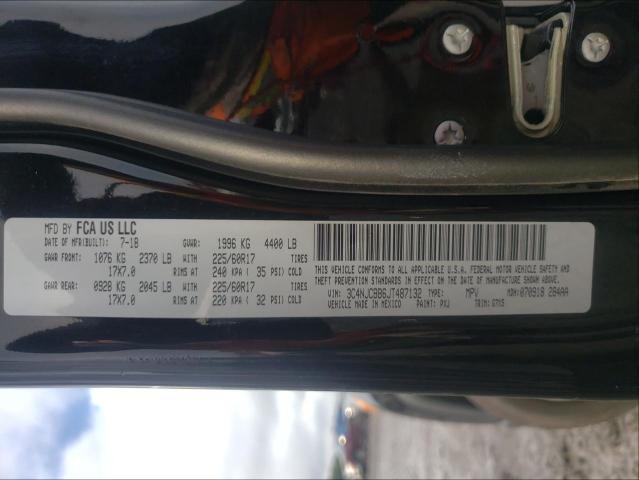 MFD BY FCA US LLC
DATE OF MFR(BUILT): 7-18 GVWR: 1996 KG 4400 LB
GAWR FRONT: 1076 KG 2370 LB WITH 225/60R17 TIRES
17X7.0 RIMS AT 240 KPA ( 35 PSI) COLD
GAWR REAR: 0928 KG 2045 LB WITH 225/60R17 TIRES
17X7.0 RIMS AT 220 KPA ( 32 PSI) COLD
THIS VEHICLE CONFORMS TO ALL APPLICABLE U.S.A. FEDERAL MOTOR VEHICLE SAFETY AND
THEFT PREVENTION STANDARDS IN EFFECT ON THE DATE OF MANUFACTURE SHOWN ABOVE.
VIN: 3C4NJCBB6JT487132 TYPE: MPV MDH: 070918 284AA
VEHICLE MADE IN MEXICO PAINT: PXJ TRIM: